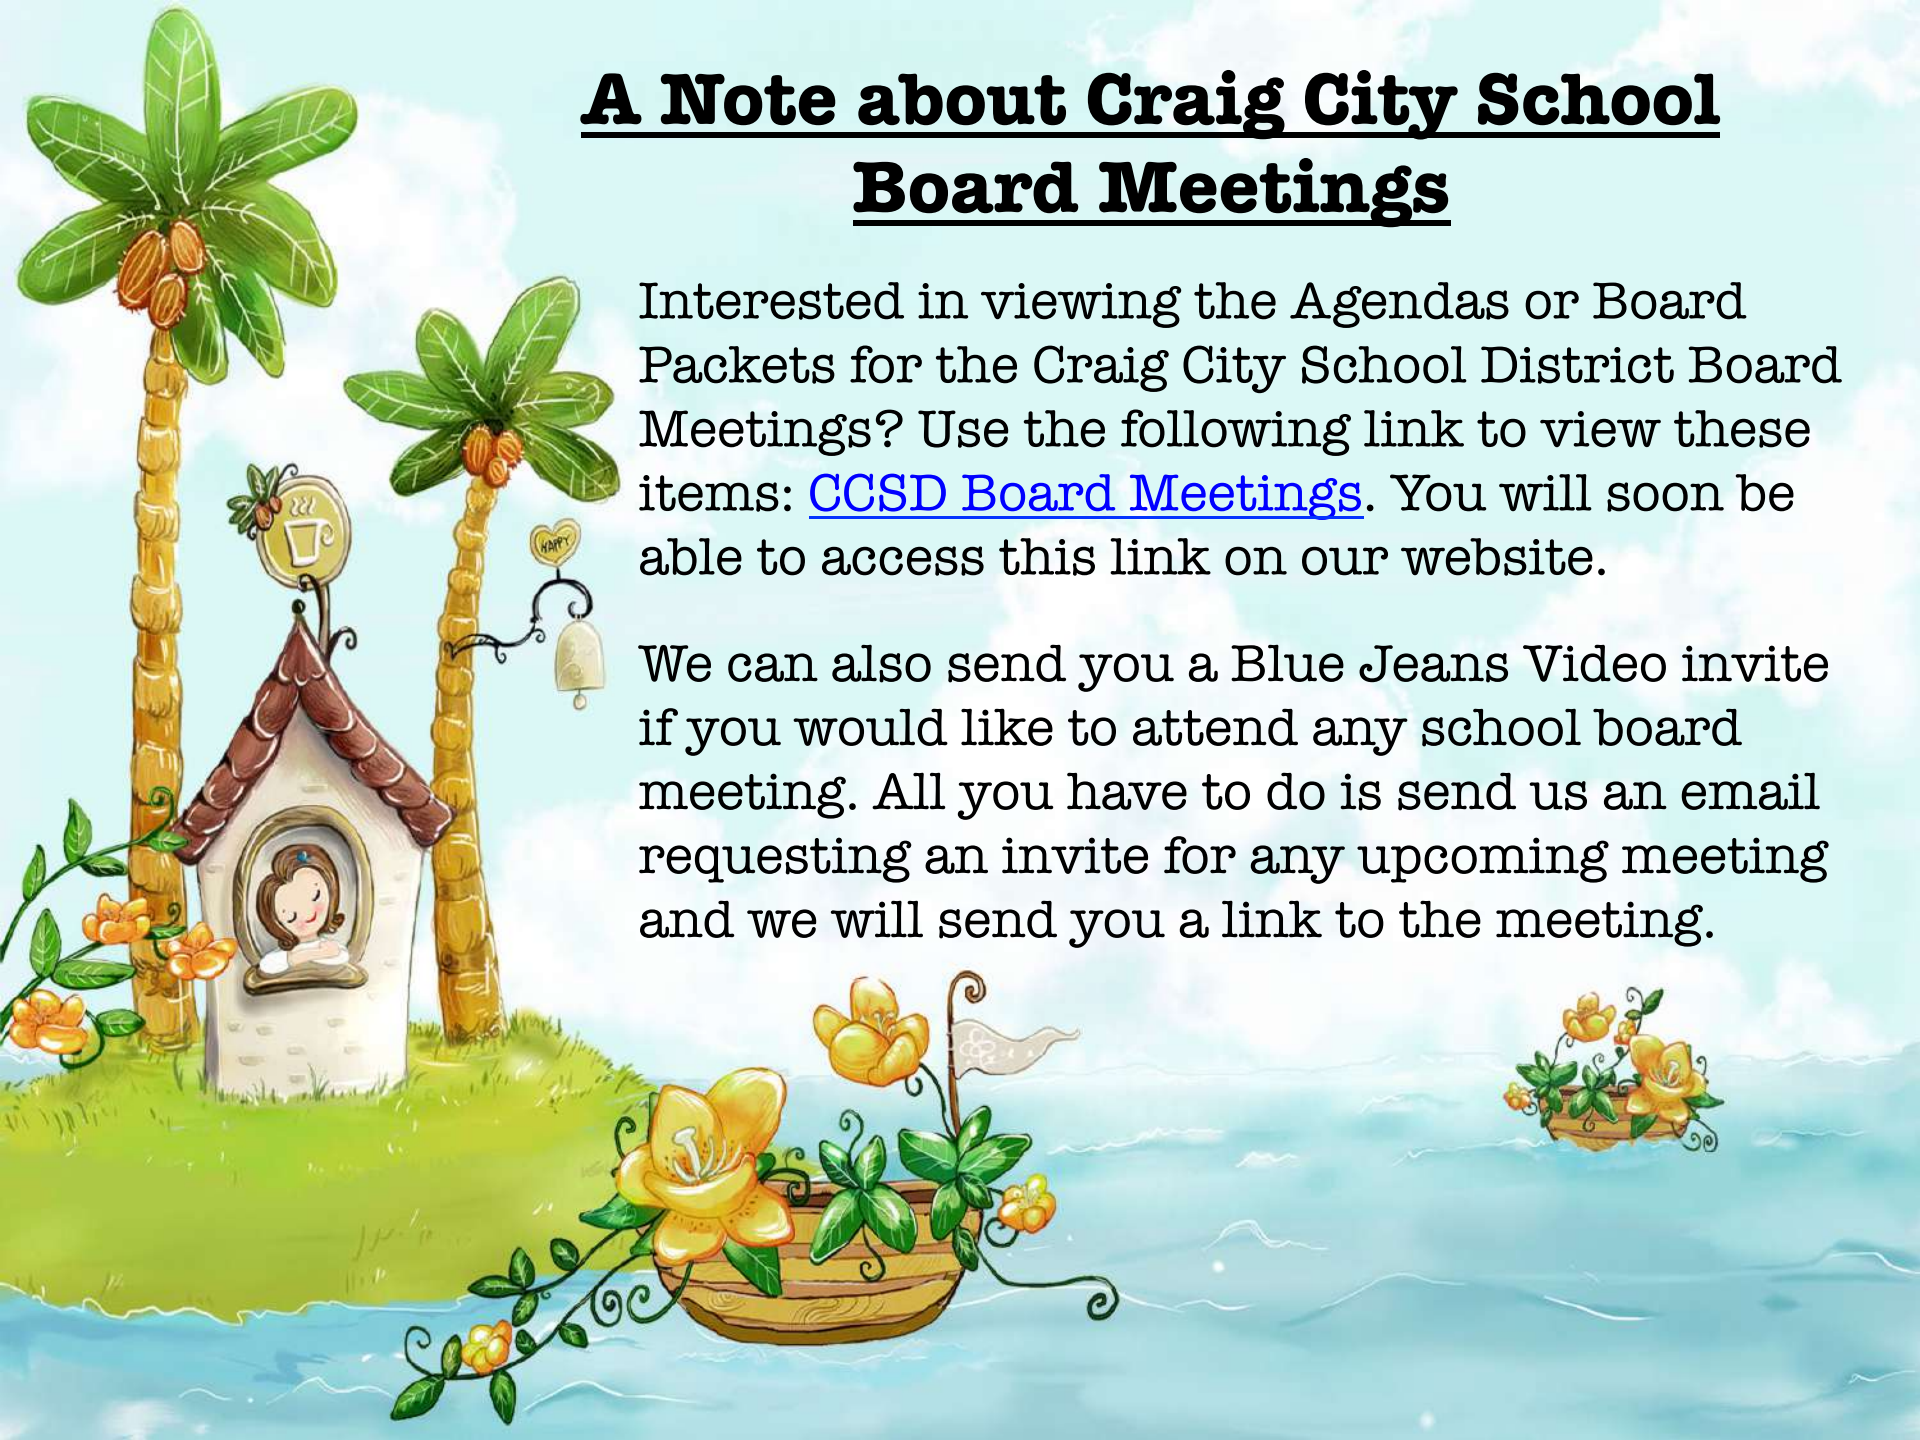 A Note about Craig City School
Board Meetings
Interested in viewing the Agendas or Board
Packets for the Craig City School District Board
Meetings? Use the following link to view these
items: CCSD Board Meetings. You will soon be
able to access this link on our website.
HAPPY
We can also send you a Blue Jeans Video invite
if you would like to attend any school board
meeting. All you have to do is send us an email
requesting an invite for any upcoming meeting
and we will send you a link to the meeting.